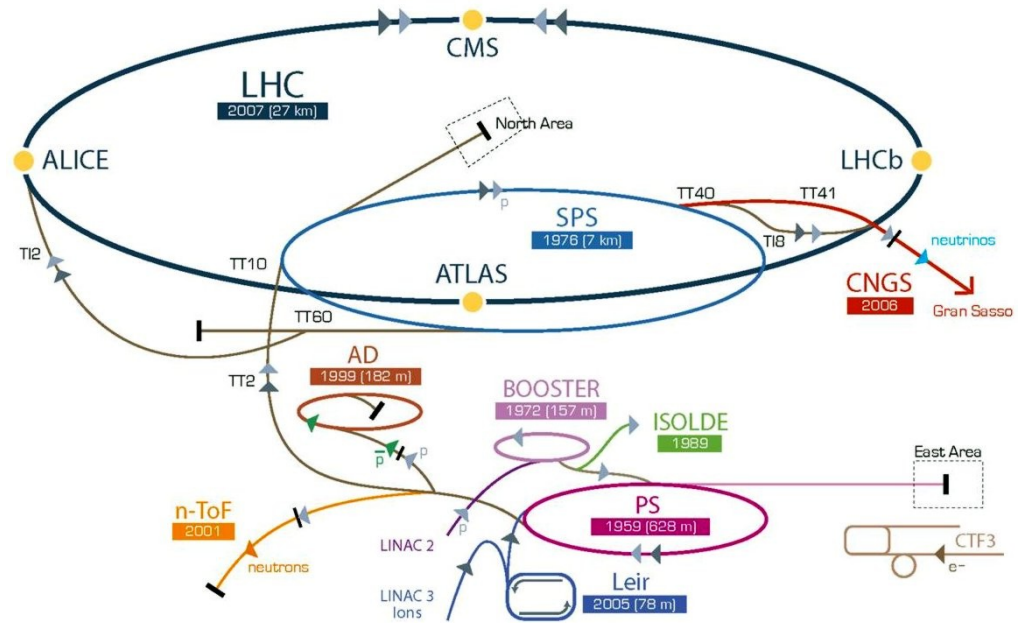 CMS
LHC
2007 (27 km)
North Area
ALICE
LHCb
TT40
TT41
p
SPS
1976 (7 km)
TI8
neutrinos
TI2
TT10
ATLAS
CNGS
2006
Gran Sasso
TT60
AD
1999 (182 m)
TT2
BOOSTER
1972 (157 m)
ISOLDE
1989
p̅
p
East Area
n-ToF
2001
PS
1959 (628 m)
p
LINAC 2
CTF3
e-
neutrons
LINAC 3
Ions
Leir
2005 (78 m)